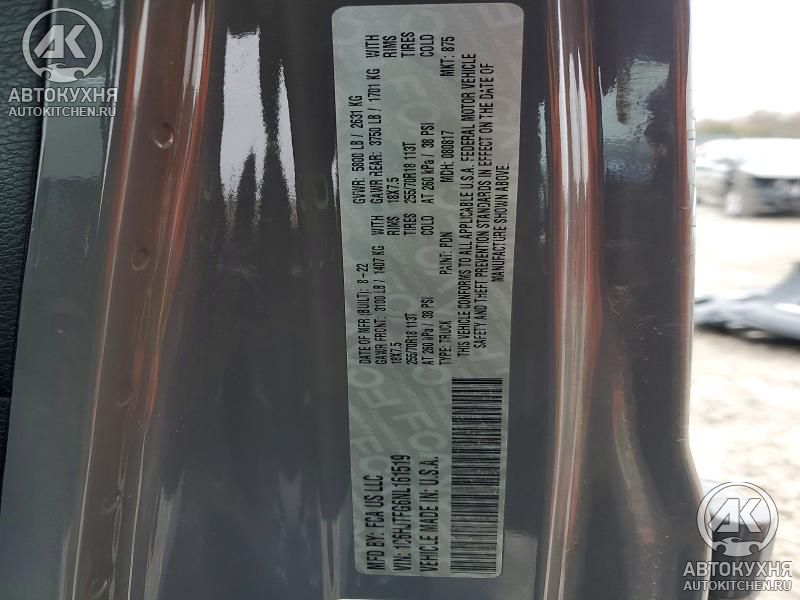 MFD BY: FCA US LLC
DATE OF MFR (BUILT): 8-22
GVWR: 5800 LB / 2631 KG
GAWR FRONT: 3100 LB / 1407 KG WITH
GAWR REAR: 3750 LB / 1701 KG WITH
18X7.5 RIMS
18X7.5 RIMS
255/70R18 113T TIRES
255/70R18 113T TIRES
AT 260 kPa / 38 PSI COLD
AT 260 kPa / 38 PSI COLD
VIN: 1C6HJTFG6NL161519
TYPE: TRUCK
PAINT: PDN
MDH: 080817
MKT: 875
VEHICLE MADE IN: U.S.A.
THIS VEHICLE CONFORMS TO ALL APPLICABLE U.S.A. FEDERAL MOTOR VEHICLE
SAFETY AND THEFT PREVENTION STANDARDS IN EFFECT ON THE DATE OF
MANUFACTURE SHOWN ABOVE.
АК
АВТОКУХНЯ
AUTOKITCHEN.RU
АК
АВТОКУХНЯ
AUTOKITCHEN.RU